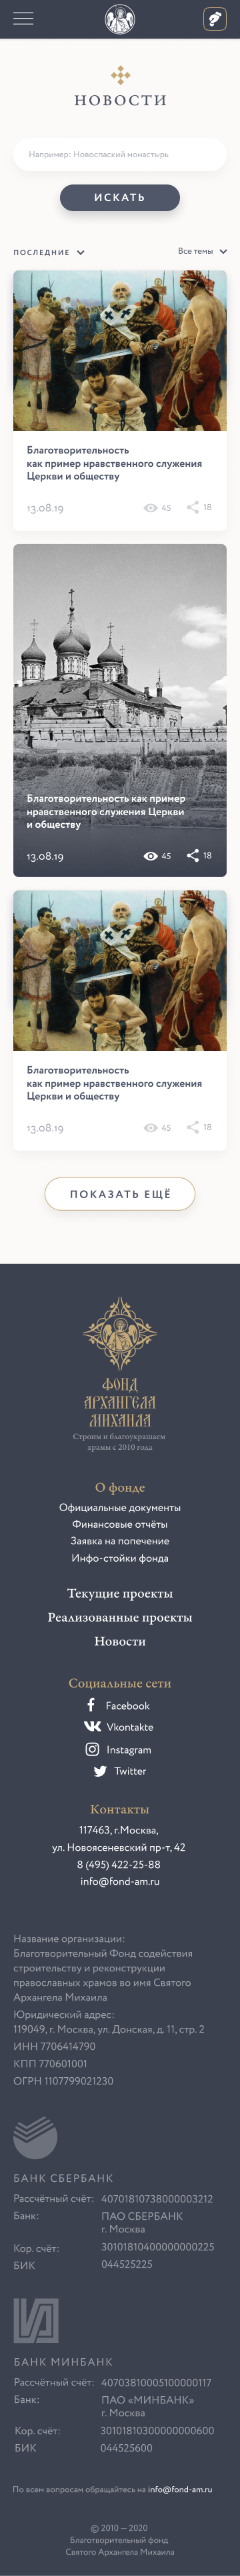 НОВОСТИ
Например: Новоспаский монастырь
ИСКАТЬ
ПОСЛЕДНИЕ
Все темы
Благотворительность
как пример нравственного служения
Церкви и обществу
13.08.19 45 18
Благотворительность как пример
нравственного служения Церкви
и обществу
13.08.19 45 18
Благотворительность
как пример нравственного служения
Церкви и обществу
13.08.19 45 18
ПОКАЗАТЬ ЕЩЁ
ФОНД
АРХАНГЕЛА
МИХАИЛА
Строим и благоукрашаем
храмы с 2010 года
О фонде
Официальные документы
Финансовые отчёты
Заявка на попечение
Инфо-стойки фонда
Текущие проекты
Реализованные проекты
Новости
Социальные сети
Facebook
Vkontakte
Instagram
Twitter
Контакты
117463, г.Москва,
ул. Новоясеневский пр-т, 42
8 (495) 422-25-88
info@fond-am.ru
Название организации:
Благотворительный Фонд содействия
строительству и реконструкции
православных храмов во имя Святого
Архангела Михаила
Юридический адрес:
119049, г. Москва, ул. Донская, д. 11, стр. 2
ИНН 7706414790
КПП 770601001
ОГРН 1107799021230
БАНК СБЕРБАНК
Рассчётный счёт: 40701810738000003212
Банк: ПАО СБЕРБАНК
г. Москва
Кор. счёт: 30101810400000000225
БИК 044525225
БАНК МИНБАНК
Рассчётный счёт: 40703810005100000117
Банк: ПАО «МИНБАНК»
г. Москва
Кор. счёт: 30101810300000000600
БИК 044525600
По всем вопросам обращайтесь на info@fond-am.ru
© 2010 — 2020
Благотворительный фонд
Святого Архангела Михаила